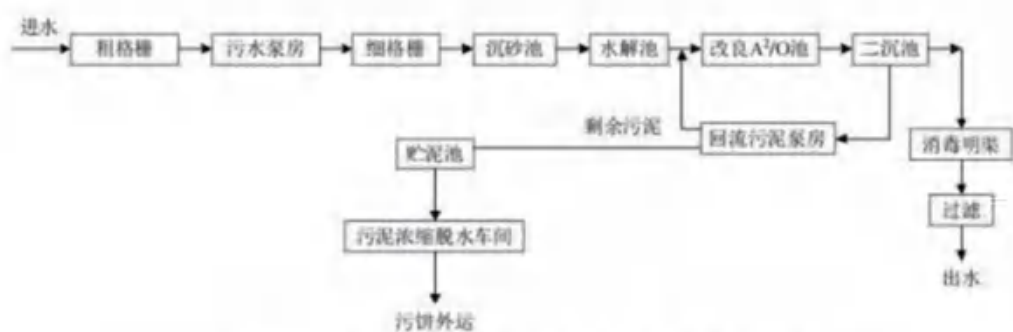 进水
粗格栅
污水泵房
细格栅
沉砂池
水解池
改良A²/O池
二沉池
剩余污泥
回流污泥泵房
消毒明渠
贮泥池
过滤
污泥浓缩脱水车间
出水
污饼外运